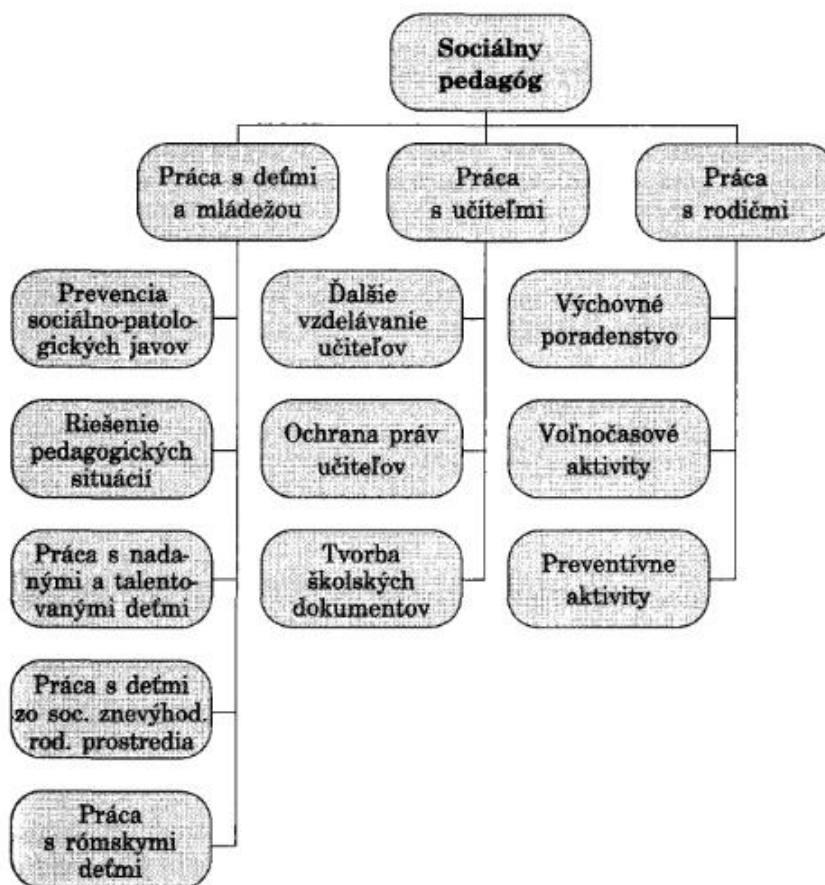 Sociálny
pedagóg
Práca s deťmi
a mládežou
Práca
s učiteľmi
Práca
s rodičmi
Prevencia
sociálno-patolo-
gických javov
Ďalšie
vzdelávanie
učiteľov
Výchovné
poradenstvo
Riešenie
pedagogických
situácií
Ochrana práv
učiteľov
Voľnočasové
aktivity
Práca s nada-
nými a talento-
vanými deťmi
Tvorba
školských
dokumentov
Preventívne
aktivity
Práca s deťmi
zo soc. znevýhod.
rod. prostredia
Práca
s rómskymi
deťmi